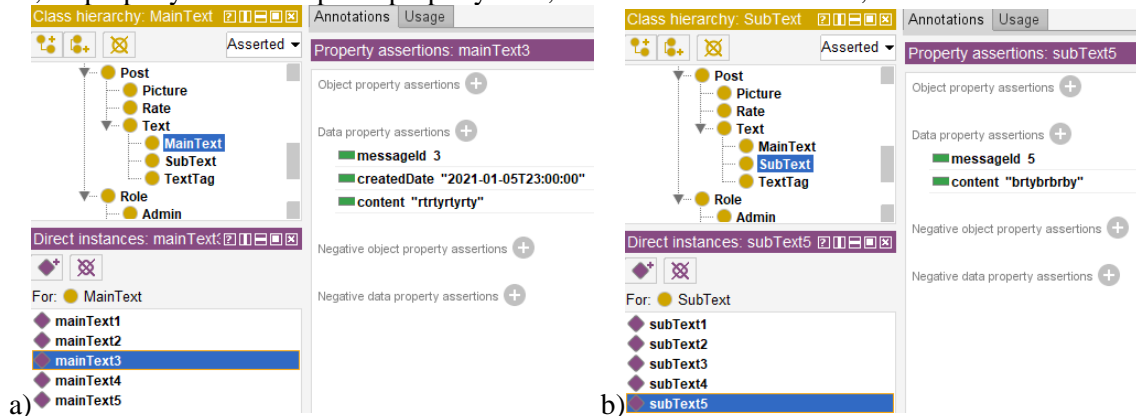 Class hierarchy: MainText
Asserted
Post
Picture
Rate
Text
MainText
SubText
TextTag
Role
Admin
Direct instances: mainText3
For: MainText
mainText1
mainText2
mainText3
mainText4
mainText5
Annotations Usage
Property assertions: mainText3
Object property assertions
Data property assertions
messageId 3
createdDate "2021-01-05T23:00:00"
content "rtrtyrtyrty"
Negative object property assertions
Negative data property assertions
a)
Class hierarchy: SubText
Asserted
Post
Picture
Rate
Text
MainText
SubText
TextTag
Role
Admin
Direct instances: subText5
For: SubText
subText1
subText2
subText3
subText4
subText5
Annotations Usage
Property assertions: subText5
Object property assertions
Data property assertions
messageId 5
content "brtybrbrby"
Negative object property assertions
Negative data property assertions
b)